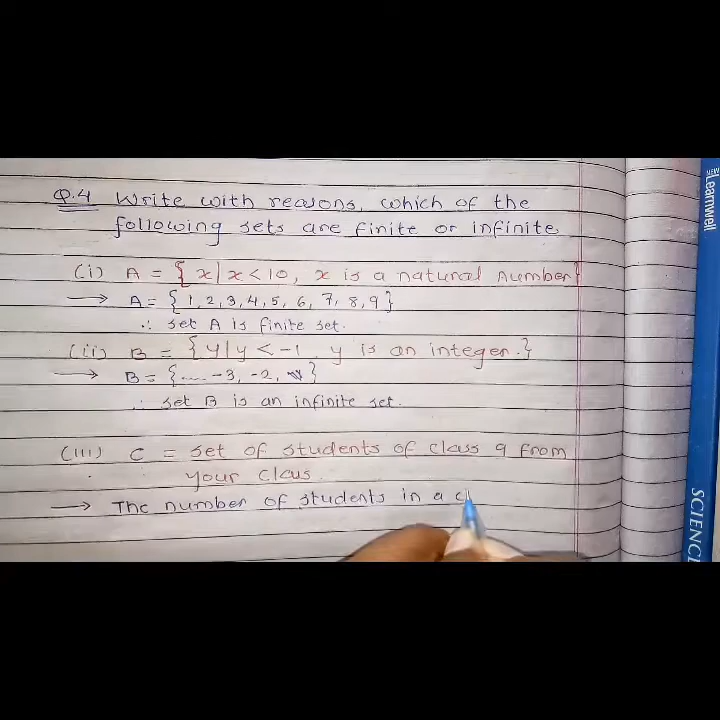 Q.4 Write with reasons, which of the
following sets are finite or infinite
(i) A = { x | x < 10, x is a natural number}
→ A = { 1, 2, 3, 4, 5, 6, 7, 8, 9 }
∴ set A is finite set.
(ii) B = { y | y < -1, y is an integer. }
→ B = { .... -3, -2, }
∴ set B is an infinite set.
(iii) C = set of students of class 9 from
your class.
→ The number of students in a cl
NEW
Learnwell
SCIENC